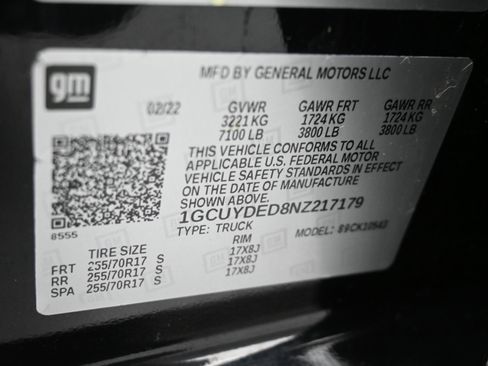 gm
MFD BY GENERAL MOTORS LLC
02/22 GVWR GAWR FRT GAWR RR
3221 KG 1724 KG 1724 KG
7100 LB 3800 LB 3800 LB
THIS VEHICLE CONFORMS TO ALL
APPLICABLE U.S. FEDERAL MOTOR
VEHICLE SAFETY STANDARDS IN EFFECT
ON THE DATE OF MANUFACTURE
SHOWN ABOVE.
1GCUYDED8NZ217179
8555
TYPE: TRUCK MODEL:
TIRE SIZE RIM
FRT 255/70R17 S 17X8J
RR 255/70R17 S 17X8J
SPA 255/70R17 S 17X8J